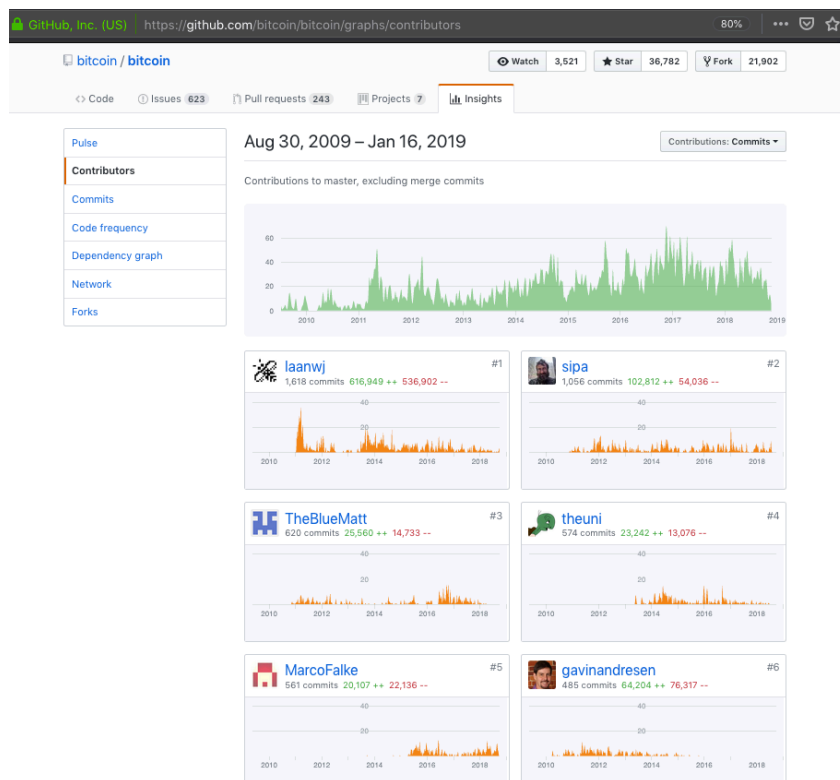 GitHub, Inc. (US) https://github.com/bitcoin/bitcoin/graphs/contributors 80%
bitcoin / bitcoin
Watch 3,521 Star 36,782 Fork 21,902
Code Issues 623 Pull requests 243 Projects 7 Insights
Pulse
Contributors
Commits
Code frequency
Dependency graph
Network
Forks
Aug 30, 2009 – Jan 16, 2019
Contributions: Commits
Contributions to master, excluding merge commits
60
40
20
0
2010 2011 2012 2013 2014 2015 2016 2017 2018 2019
laanwj #1
1,618 commits 616,949 ++ 536,902 --
40
20
2010 2012 2014 2016 2018
sipa #2
1,056 commits 102,812 ++ 54,036 --
40
20
2010 2012 2014 2016 2018
TheBlueMatt #3
620 commits 25,560 ++ 14,733 --
40
20
2010 2012 2014 2016 2018
theuni #4
574 commits 23,242 ++ 13,076 --
40
20
2010 2012 2014 2016 2018
MarcoFalke #5
561 commits 20,107 ++ 22,136 --
40
20
2010 2012 2014 2016 2018
gavinandresen #6
485 commits 64,204 ++ 76,317 --
40
20
2010 2012 2014 2016 2018